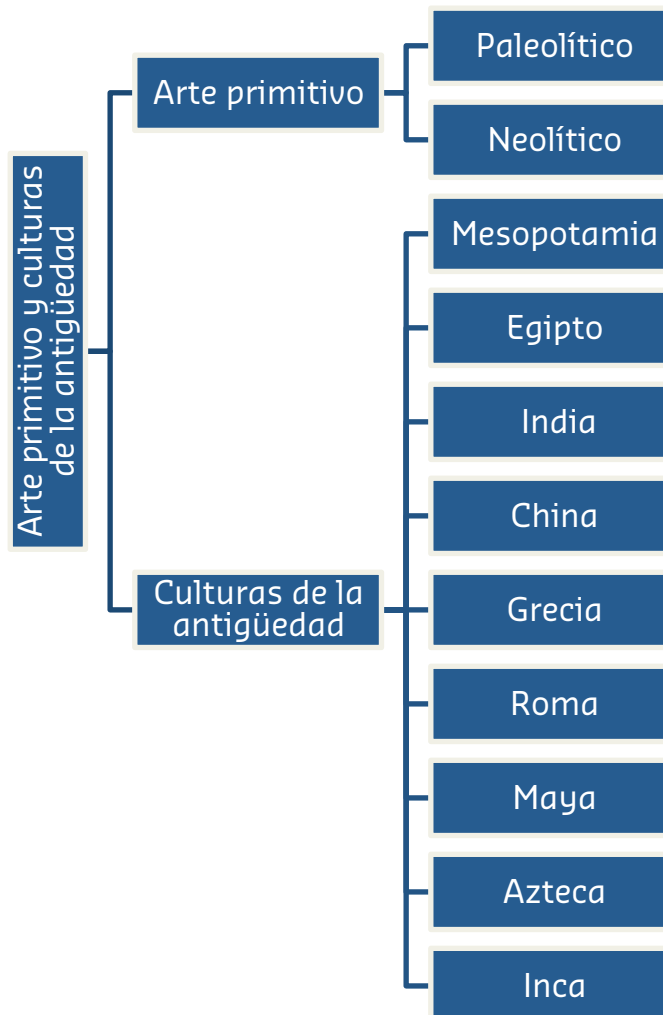 Arte primitivo y culturas
de la antigüedad
Arte primitivo
Paleolítico
Neolítico
Culturas de la
antigüedad
Mesopotamia
Egipto
India
China
Grecia
Roma
Maya
Azteca
Inca